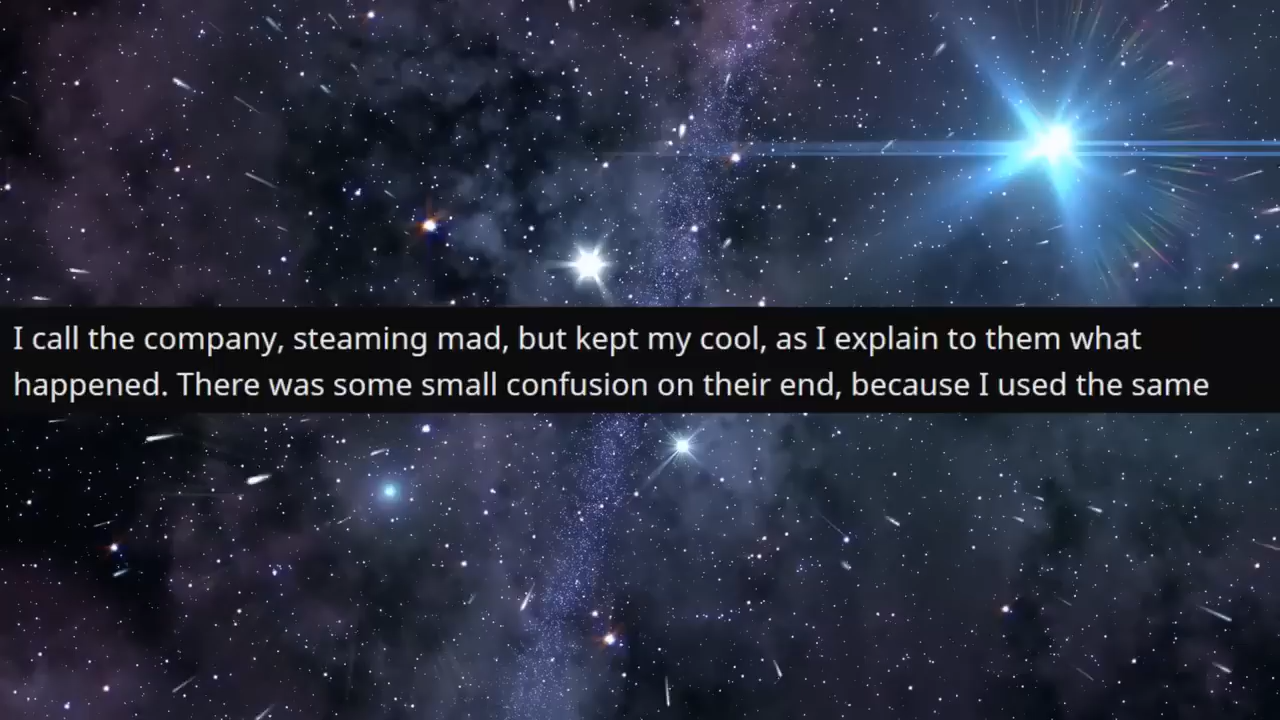 I call the company, steaming mad, but kept my cool, as I explain to them what
happened. There was some small confusion on their end, because I used the same